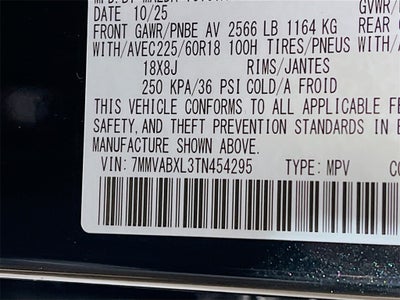 DATE 10/25
GVWR/
FRONT GAWR/PNBE AV 2566 LB 1164 KG
REAR
WITH/AVEC225/60R18 100H TIRES/PNEUS
WITH/
18X8J RIMS/JANTES
250 KPA/36 PSI COLD/A FROID
THIS VEHICLE CONFORMS TO ALL APPLICABLE
SAFETY, AND THEFT PREVENTION STANDARDS IN
MANUFACTURE SHOWN ABOVE.
VIN: 7MMVABXL3TN454295 TYPE: MPV